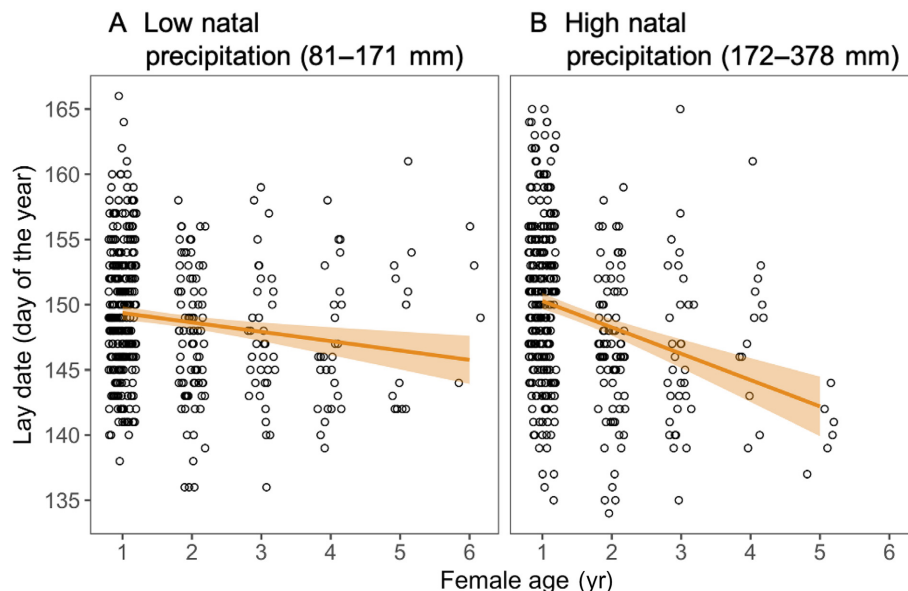 A Low natal
precipitation (81–171 mm)
B High natal
precipitation (172–378 mm)
Lay date (day of the year)
165
160
155
150
145
140
135
1 2 3 4 5 6
1 2 3 4 5 6
Female age (yr)